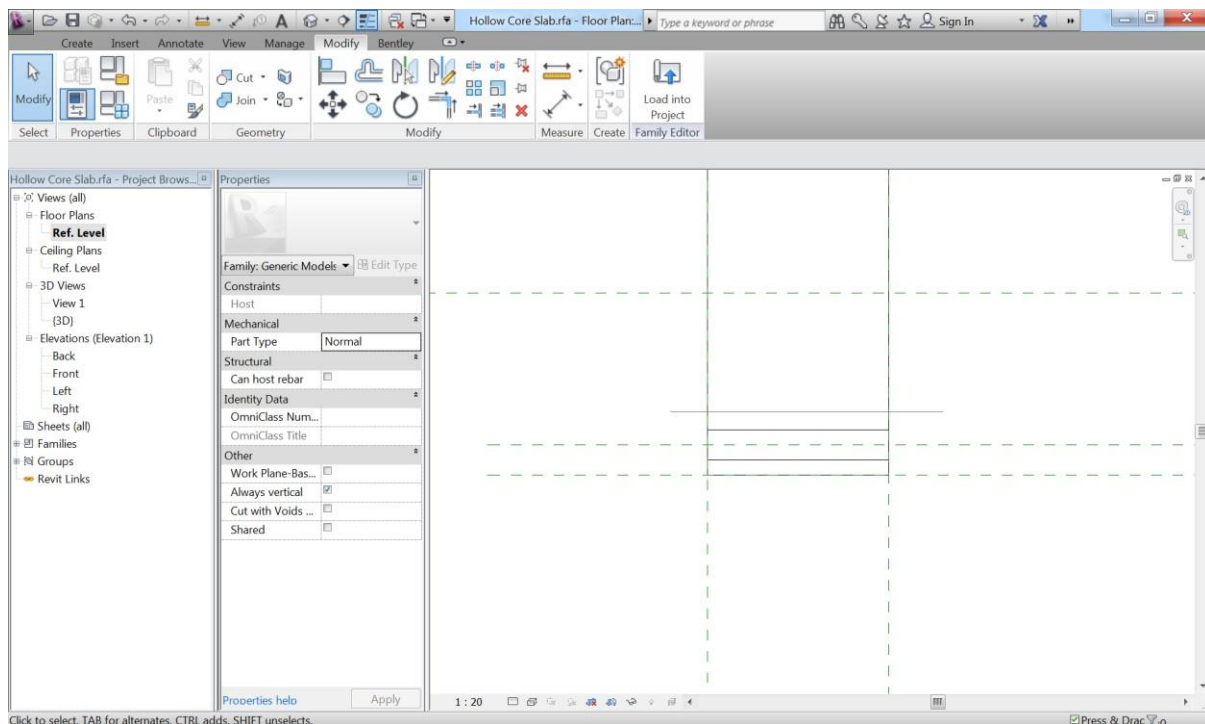 Hollow Core Slab.rfa - Floor Plan:... Type a keyword or phrase Sign In
Create Insert Annotate View Manage Modify Bentley
Modify Paste Cut Join Load into Project
Select Properties Clipboard Geometry Modify Measure Create Family Editor
Hollow Core Slab.rfa - Project Brows...
Views (all)
Floor Plans
Ref. Level
Ceiling Plans
Ref. Level
3D Views
View 1
{3D}
Elevations (Elevation 1)
Back
Front
Left
Right
Sheets (all)
Families
Groups
Revit Links
Properties
Family: Generic Models Edit Type
Constraints
Host
Mechanical
Part Type Normal
Structural
Can host rebar
Identity Data
OmniClass Num...
OmniClass Title
Other
Work Plane-Bas...
Always vertical
Cut with Voids ...
Shared
Properties help Apply
1 : 20
Click to select, TAB for alternates, CTRL adds, SHIFT unselects. Press & Drag :0